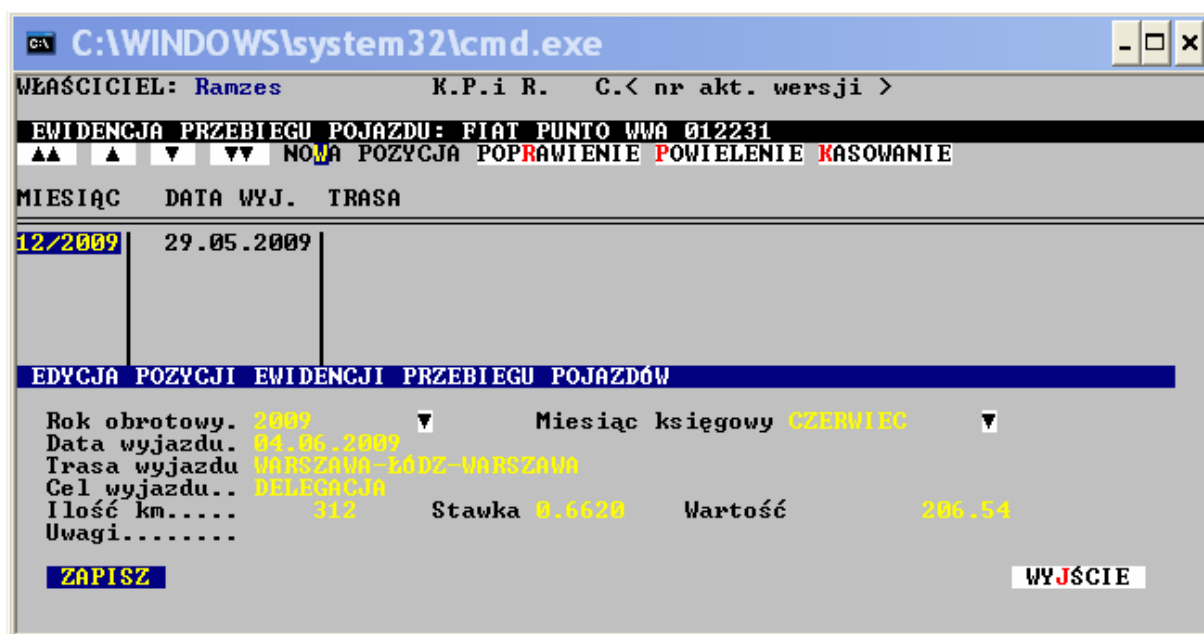 C:\WINDOWS\system32\cmd.exe
WŁAŚCICIEL: Ramzes K.P.i R. C.< nr akt. wersji >
EWIDENCJA PRZEBIEGU POJAZDU: FIAT PUNTO WWA 012231
▲▲ ▲ ▼ ▼▼ NOWA POZYCJA POPRAWIENIE POWIELENIE KASOWANIE
MIESIĄC DATA WYJ. TRASA
12/2009 29.05.2009
EDYCJA POZYCJI EWIDENCJI PRZEBIEGU POJAZDÓW
Rok obrotowy. 2009 ▼ Miesiąc księgowy CZERWIEC ▼
Data wyjazdu. 04.06.2009
Trasa wyjazdu WARSZAWA-ŁÓDZ-WARSZAWA
Cel wyjazdu.. DELEGACJA
Ilość km..... 312 Stawka 0.6620 Wartość 206.54
Uwagi........
ZAPISZ WYJŚCIE